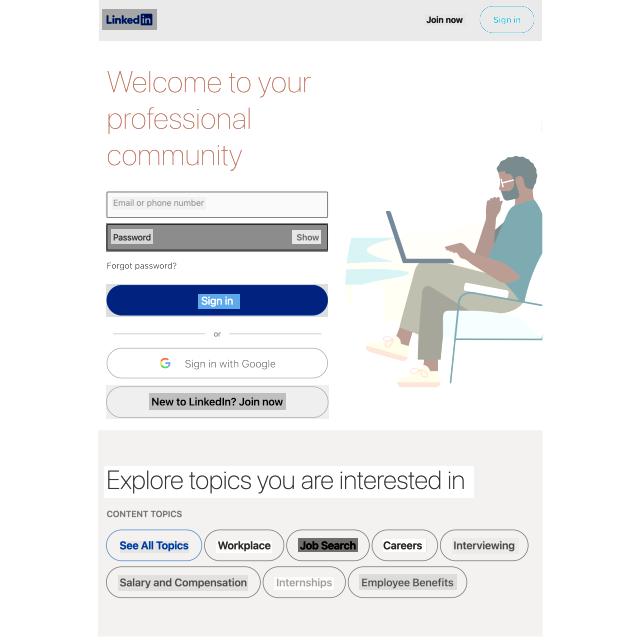 LinkedIn
Join now
Sign in
Welcome to your
professional
community
Email or phone number
Password Show
Forgot password?
Sign in
or
Sign in with Google
New to LinkedIn? Join now
Explore topics you are interested in
CONTENT TOPICS
See All Topics Workplace Job Search Careers Interviewing
Salary and Compensation Internships Employee Benefits